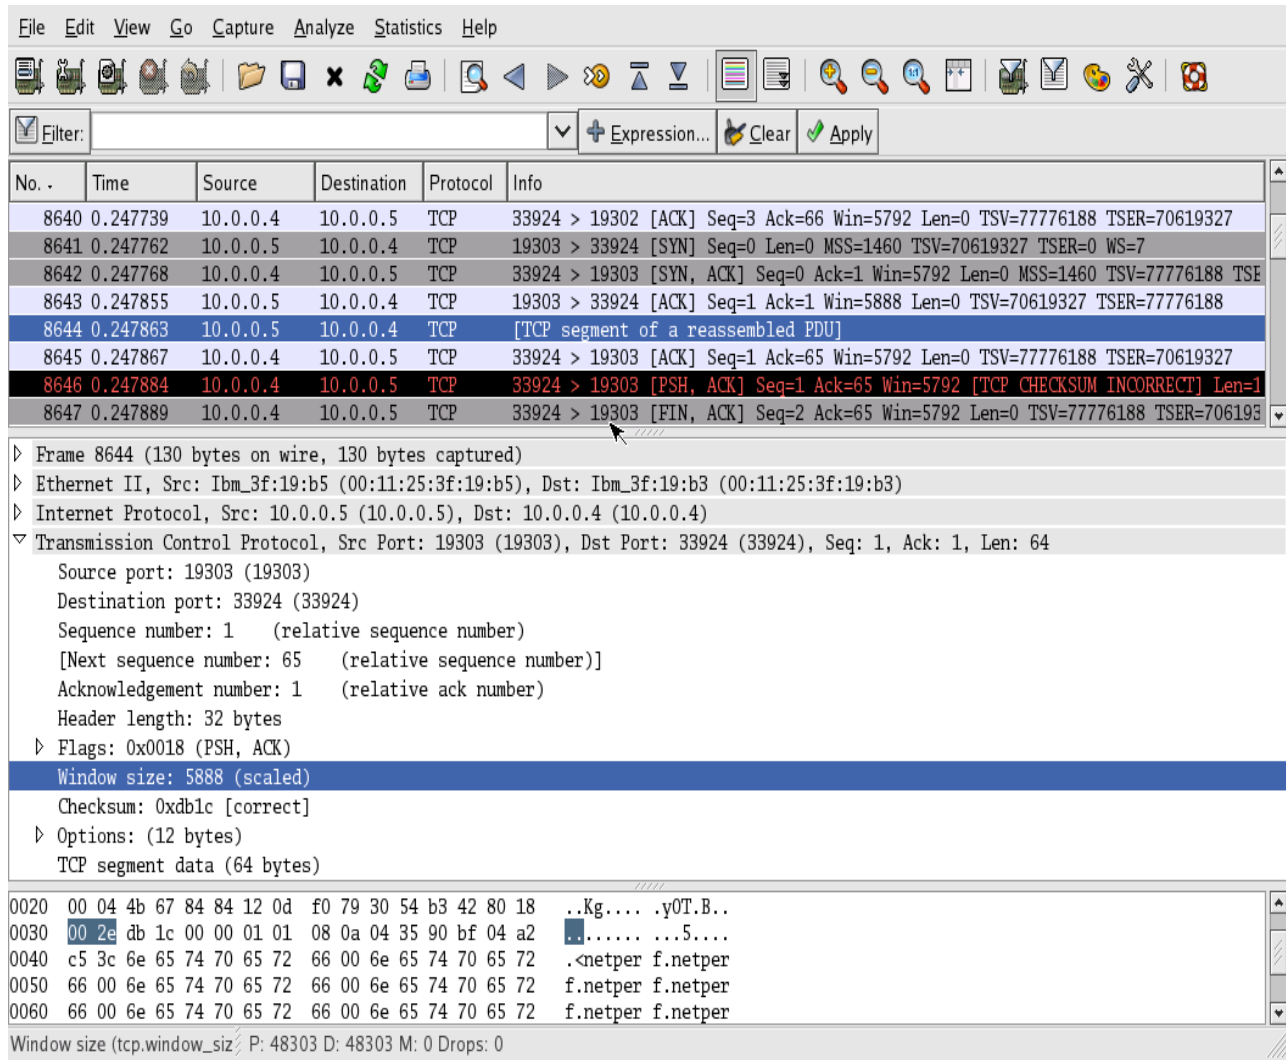 File Edit View Go Capture Analyze Statistics Help
Filter: Expression... Clear Apply
No. . Time Source Destination Protocol Info
8640 0.247739 10.0.0.4 10.0.0.5 TCP 33924 > 19302 [ACK] Seq=3 Ack=66 Win=5792 Len=0 TSV=77776188 TSER=70619327
8641 0.247762 10.0.0.5 10.0.0.4 TCP 19303 > 33924 [SYN] Seq=0 Len=0 MSS=1460 TSV=70619327 TSER=0 WS=7
8642 0.247768 10.0.0.4 10.0.0.5 TCP 33924 > 19303 [SYN, ACK] Seq=0 Ack=1 Win=5792 Len=0 MSS=1460 TSV=77776188 TSE
8643 0.247855 10.0.0.5 10.0.0.4 TCP 19303 > 33924 [ACK] Seq=1 Ack=1 Win=5888 Len=0 TSV=70619327 TSER=77776188
8644 0.247863 10.0.0.5 10.0.0.4 TCP [TCP segment of a reassembled PDU]
8645 0.247867 10.0.0.4 10.0.0.5 TCP 33924 > 19303 [ACK] Seq=1 Ack=65 Win=5792 Len=0 TSV=77776188 TSER=70619327
8646 0.247884 10.0.0.4 10.0.0.5 TCP 33924 > 19303 [PSH, ACK] Seq=1 Ack=65 Win=5792 [TCP CHECKSUM INCORRECT] Len=1
8647 0.247889 10.0.0.4 10.0.0.5 TCP 33924 > 19303 [FIN, ACK] Seq=2 Ack=65 Win=5792 Len=0 TSV=77776188 TSER=706193
Frame 8644 (130 bytes on wire, 130 bytes captured)
Ethernet II, Src: Ibm_3f:19:b5 (00:11:25:3f:19:b5), Dst: Ibm_3f:19:b3 (00:11:25:3f:19:b3)
Internet Protocol, Src: 10.0.0.5 (10.0.0.5), Dst: 10.0.0.4 (10.0.0.4)
Transmission Control Protocol, Src Port: 19303 (19303), Dst Port: 33924 (33924), Seq: 1, Ack: 1, Len: 64
Source port: 19303 (19303)
Destination port: 33924 (33924)
Sequence number: 1 (relative sequence number)
[Next sequence number: 65 (relative sequence number)]
Acknowledgement number: 1 (relative ack number)
Header length: 32 bytes
Flags: 0x0018 (PSH, ACK)
Window size: 5888 (scaled)
Checksum: 0xdb1c [correct]
Options: (12 bytes)
TCP segment data (64 bytes)
0020 00 04 4b 67 84 84 12 0d f0 79 30 54 b3 42 80 18 ..Kg.... .y0T.B..
0030 00 2e db 1c 00 00 01 01 08 0a 04 35 90 bf 04 a2 ........ ...5....
0040 c5 3c 6e 65 74 70 65 72 66 00 6e 65 74 70 65 72 .<netper f.netper
0050 66 00 6e 65 74 70 65 72 66 00 6e 65 74 70 65 72 f.netper f.netper
0060 66 00 6e 65 74 70 65 72 66 00 6e 65 74 70 65 72 f.netper f.netper
Window size (tcp.window_siz P: 48303 D: 48303 M: 0 Drops: 0